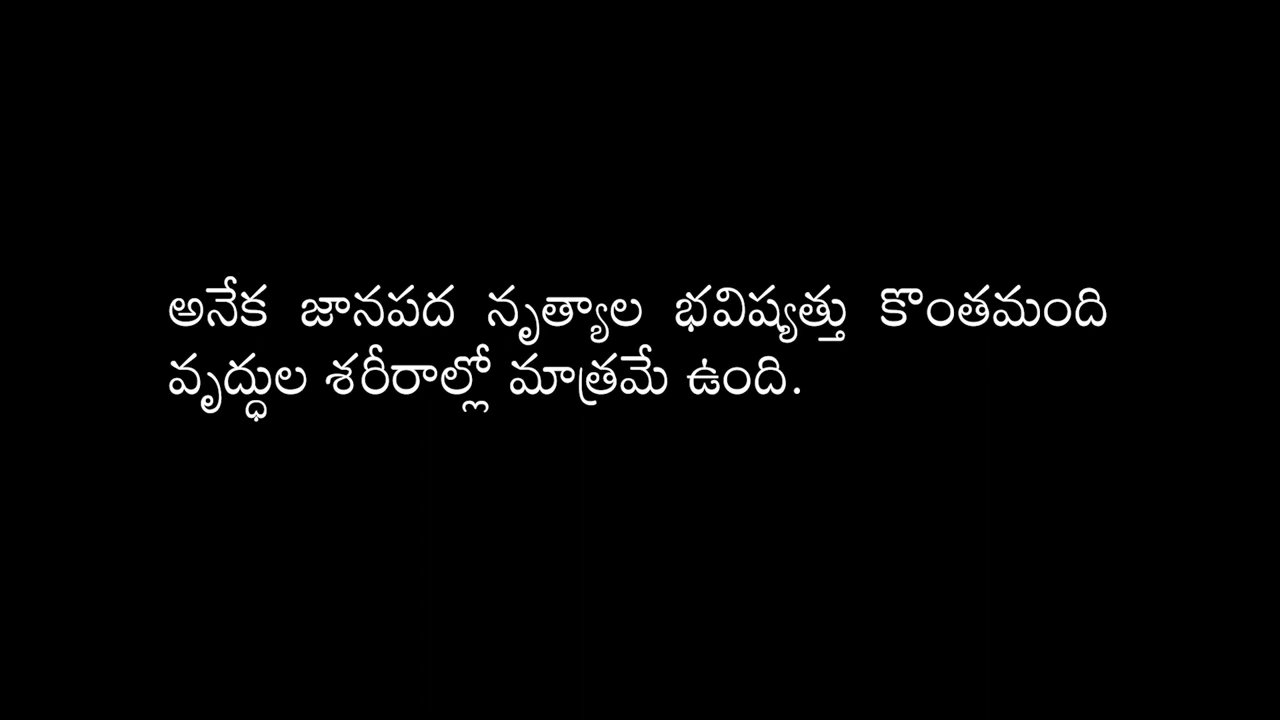 అనేక జానపద నృత్యాల భవిష్యత్తు కొంతమంది
వృద్ధుల శరీరాల్లో మాత్రమే ఉంది.